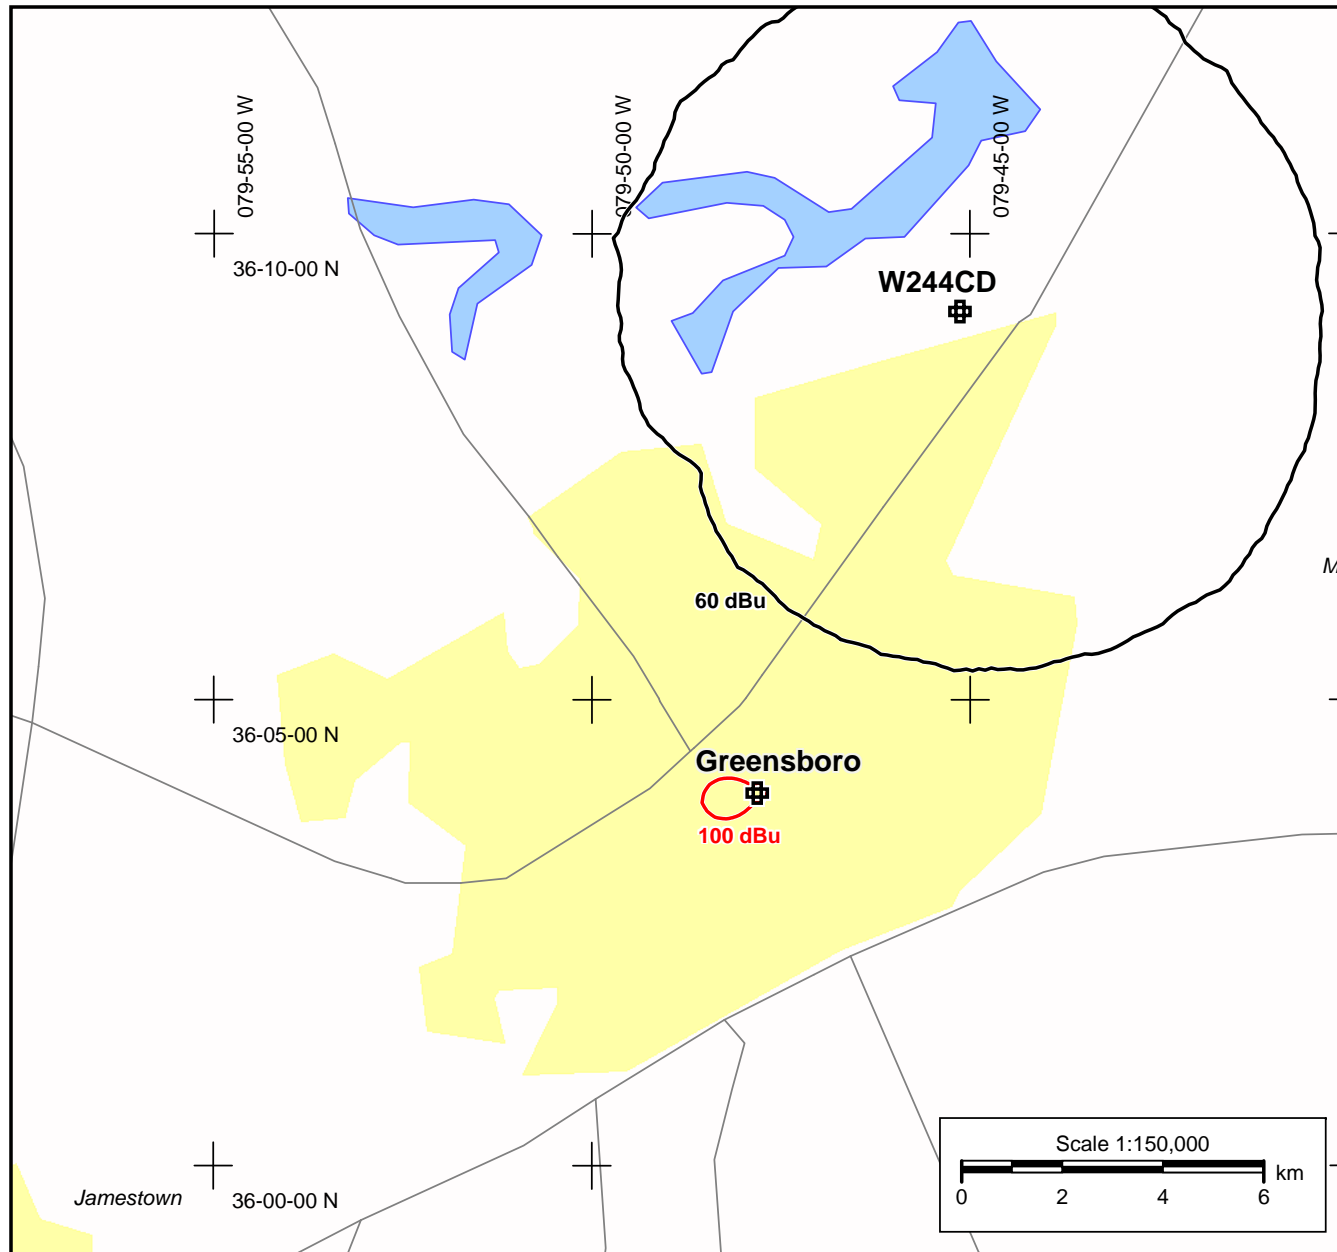 079-55-00 W
079-50-00 W
079-45-00 W
36-10-00 N
W244CD
M
60 dBu
36-05-00 N
Greensboro
100 dBu
Scale 1:150,000
km
0 2 4 6
Jamestown
36-00-00 N